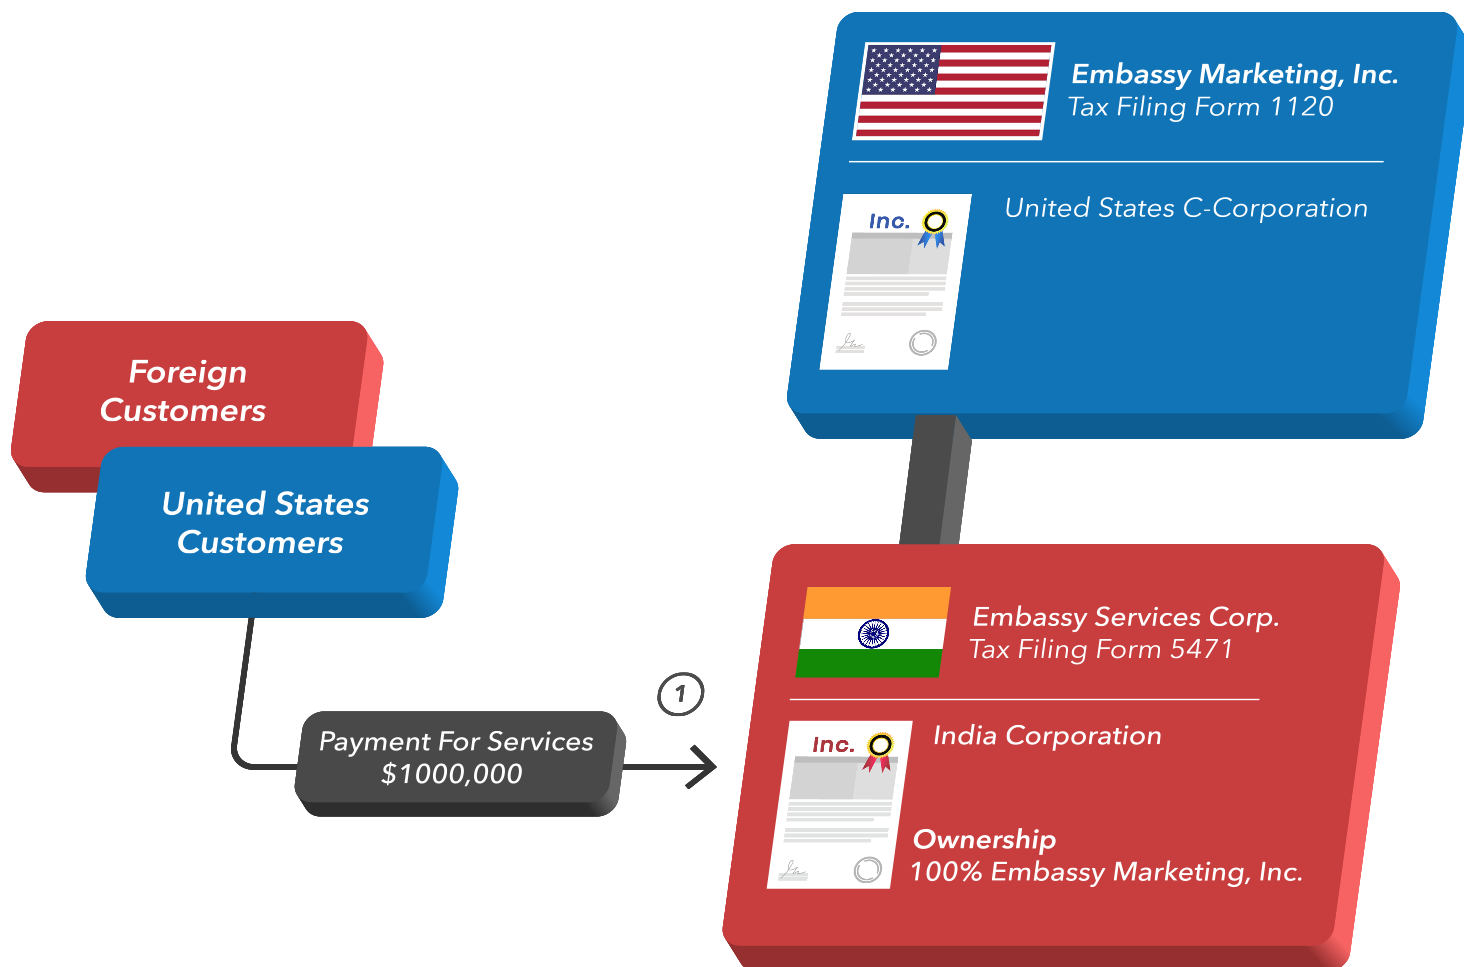 Embassy Marketing, Inc.
Tax Filing Form 1120
Inc.
United States C-Corporation
Foreign
Customers
United States
Customers
Payment For Services
$1000,000
1
Embassy Services Corp.
Tax Filing Form 5471
Inc.
India Corporation
Ownership
100% Embassy Marketing, Inc.